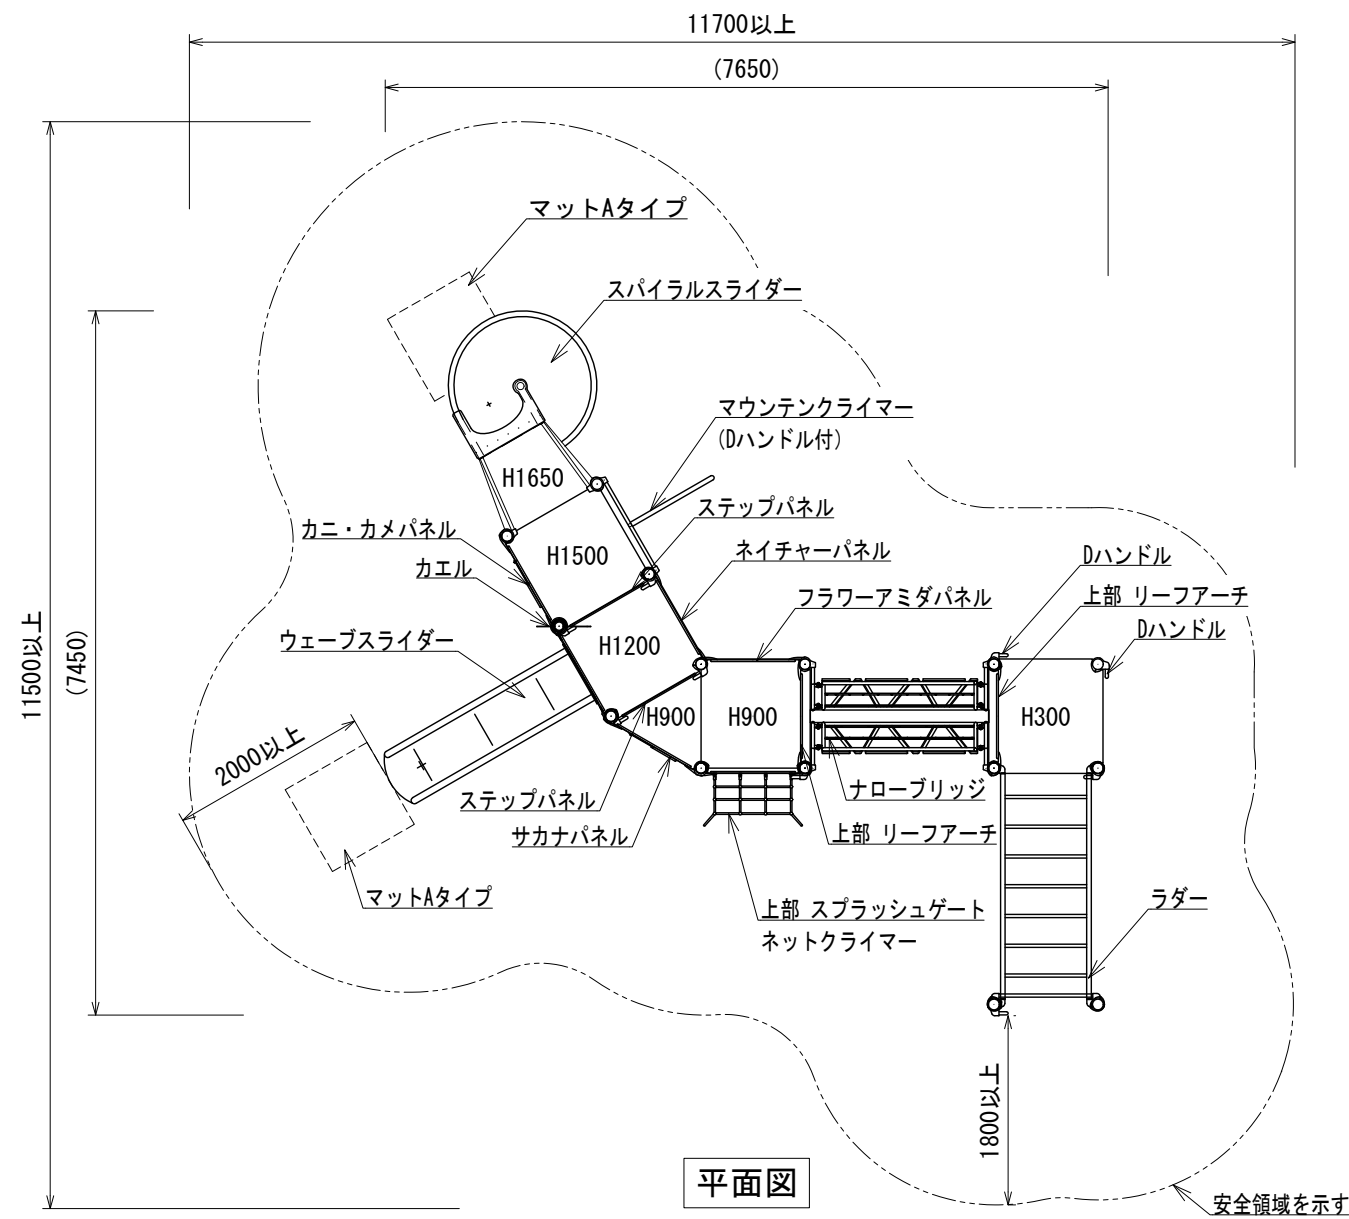 11700以上
(7650)
マットAタイプ
スパイラルスライダー
マウンテンクライマー
(Dハンドル付)
H1650
ステップパネル
カニ・カメパネル
H1500
ネイチャーパネル
Dハンドル
カエル
フラワーアミダパネル
上部 リーフアーチ
Dハンドル
ウェーブスライダー
H1200
11500以上
(7450)
H900
H900
H300
2000以上
ステップパネル
ナローブリッジ
サカナパネル
上部 リーフアーチ
マットAタイプ
上部 スプラッシュゲート
ネットクライマー
ラダー
1800以上
平面図
安全領域を示す